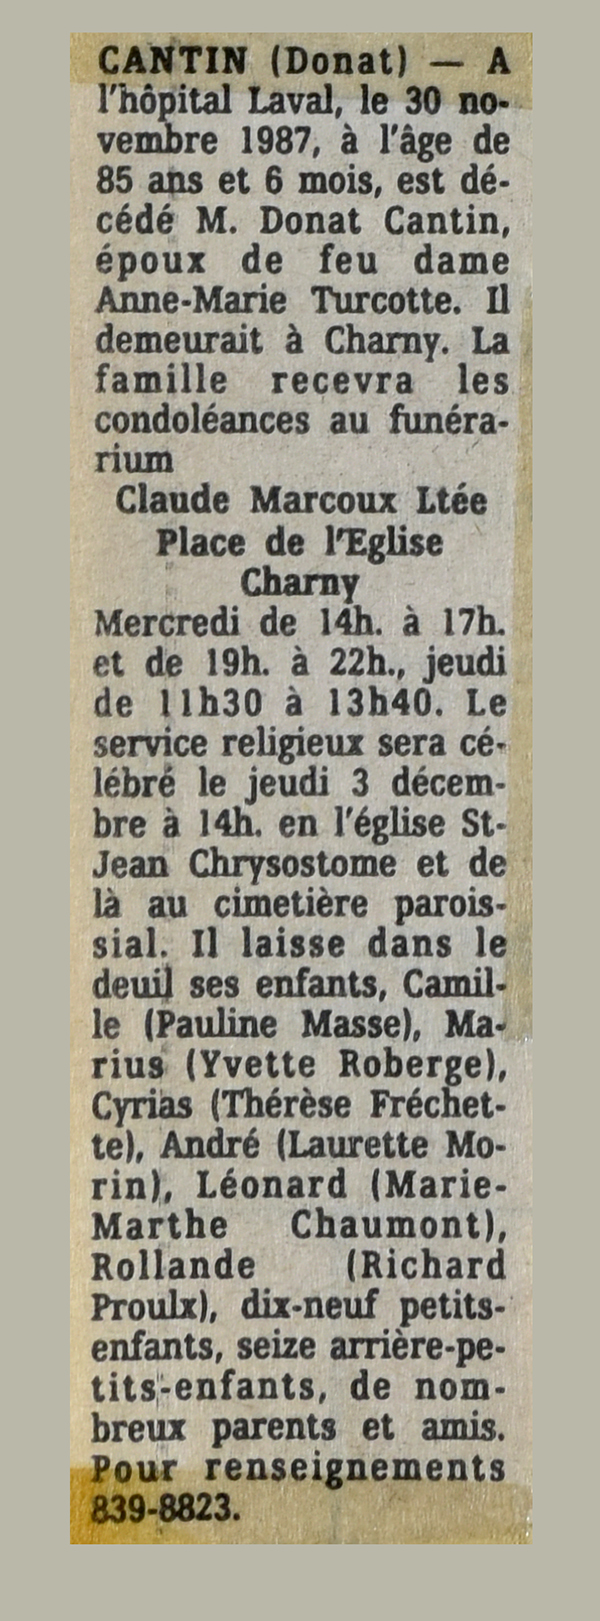 CANTIN (Donat) — A
l'hôpital Laval, le 30 no-
vembre 1987, à l'âge de
85 ans et 6 mois, est dé-
cédé M. Donat Cantin,
époux de feu dame
Anne-Marie Turcotte. Il
demeurait à Charny. La
famille recevra les
condoléances au funéra-
rium
Claude Marcoux Ltée
Place de l'Eglise
Charny
Mercredi de 14h. à 17h.
et de 19h. à 22h., jeudi
de 11h30 à 13h40. Le
service religieux sera cé-
lébré le jeudi 3 décem-
bre à 14h. en l'église St-
Jean Chrysostome et de
là au cimetière parois-
sial. Il laisse dans le
deuil ses enfants, Camil-
le (Pauline Masse), Ma-
rius (Yvette Roberge),
Cyrias (Thérèse Fréchet-
te), André (Laurette Mo-
rin), Léonard (Marie-
Marthe Chaumont),
Rollande (Richard
Proulx), dix-neuf petits-
enfants, seize arrière-pe-
tits-enfants, de nom-
breux parents et amis.
Pour renseignements
839-8823.